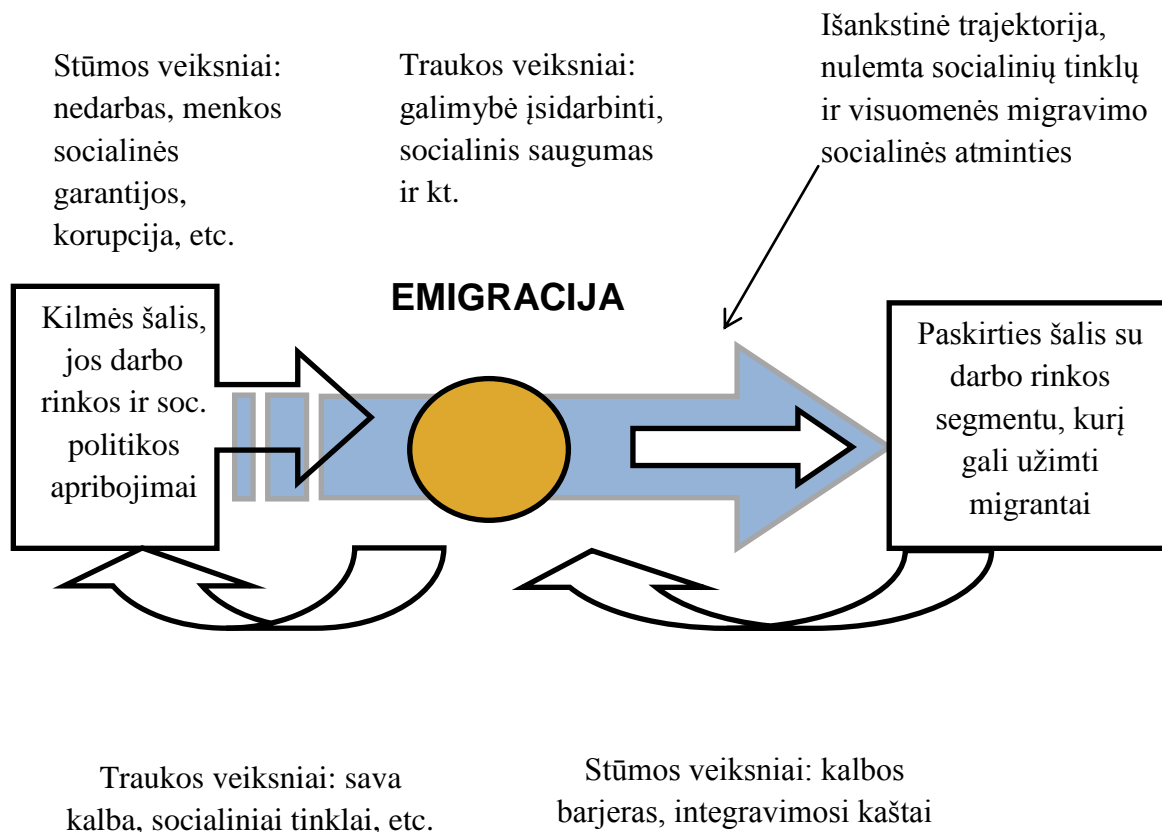 Stūmos veiksniai:
nedarbas, menkos
socialinės
garantijos,
korupcija, etc.
Traukos veiksniai:
galimybė įsidarbinti,
socialinis saugumas
ir kt.
Išankstinė trajektorija,
nulemta socialinių tinklų
ir visuomenės migravimo
socialinės atminties
EMIGRACIJA
Kilmės šalis,
jos darbo
rinkos ir soc.
politikos
apribojimai
Paskirties šalis su
darbo rinkos
segmentu, kurį
gali užimti
migrantai
Traukos veiksniai: sava
kalba, socialiniai tinklai, etc.
Stūmos veiksniai: kalbos
barjeras, integravimosi kaštai